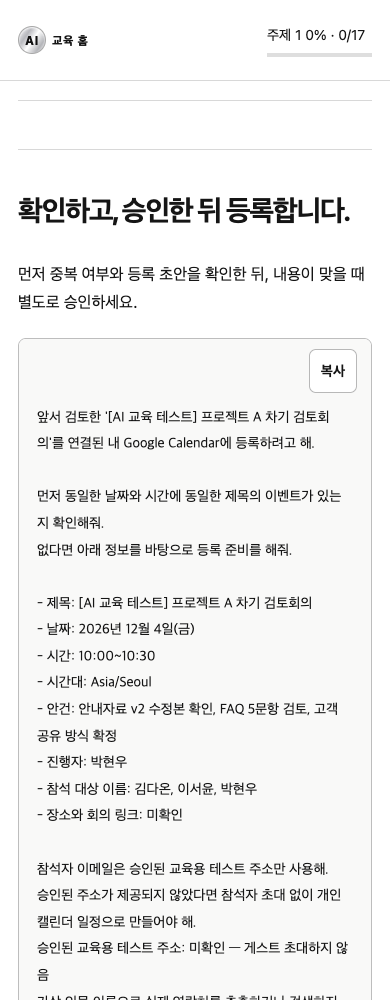 AI 교육 홈
주제 1 0% · 0/17
확인하고, 승인한 뒤 등록합니다.
먼저 중복 여부와 등록 초안을 확인한 뒤, 내용이 맞을 때
별도로 승인하세요.
복사
앞서 검토한 '[AI 교육 테스트] 프로젝트 A 차기 검토회
의'를 연결된 내 Google Calendar에 등록하려고 해.
먼저 동일한 날짜와 시간에 동일한 제목의 이벤트가 있는
지 확인해줘.
없다면 아래 정보를 바탕으로 등록 준비를 해줘.
- 제목: [AI 교육 테스트] 프로젝트 A 차기 검토회의
- 날짜: 2026년 12월 4일(금)
- 시간: 10:00~10:30
- 시간대: Asia/Seoul
- 안건: 안내자료 v2 수정본 확인, FAQ 5문항 검토, 고객
공유 방식 확정
- 진행자: 박현우
- 참석 대상 이름: 김다온, 이서윤, 박현우
- 장소와 회의 링크: 미확인
참석자 이메일은 승인된 교육용 테스트 주소만 사용해.
승인된 주소가 제공되지 않았다면 참석자 초대 없이 개인
캘린더 일정으로 만들어야 해.
승인된 교육용 테스트 주소: 미확인 — 게스트 초대하지 않
음